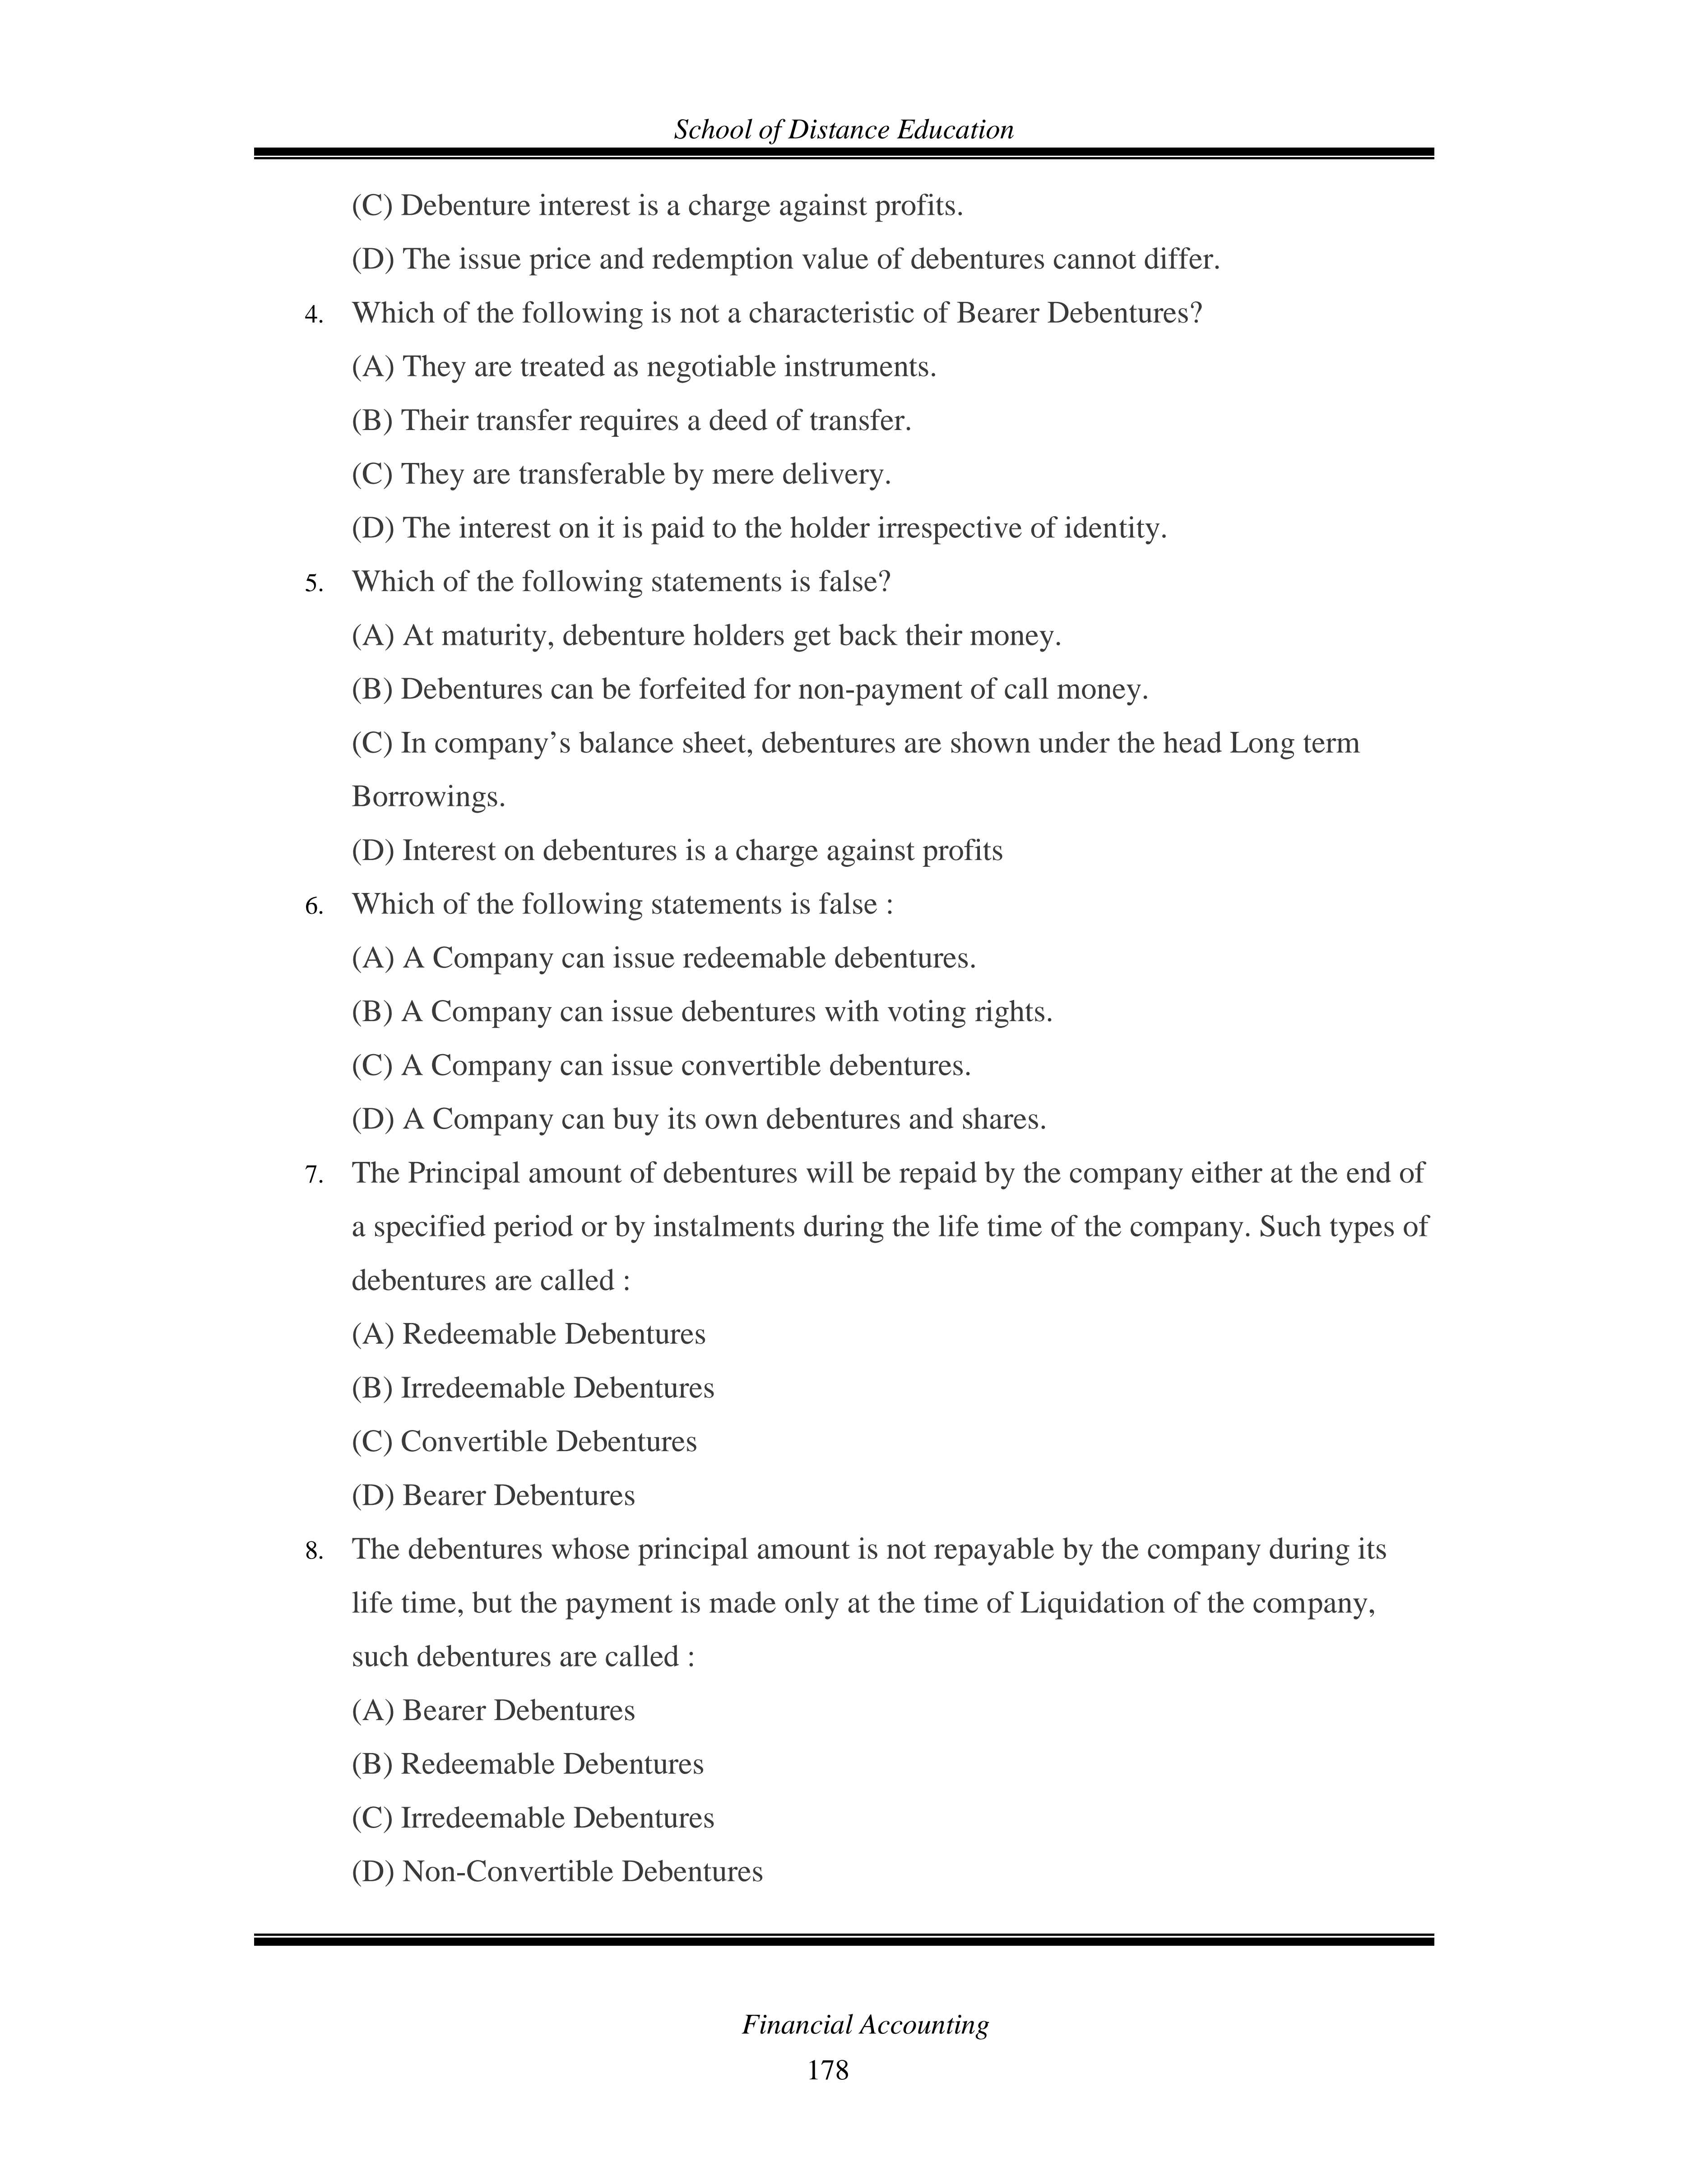 School of Distance Education
(C) Debenture interest is a charge against profits.
(D) The issue price and redemption value of debentures cannot differ.
4. Which of the following is not a characteristic of Bearer Debentures?
(A) They are treated as negotiable instruments.
(B) Their transfer requires a deed of transfer.
(C) They are transferable by mere delivery.
(D) The interest on it is paid to the holder irrespective of identity.
5. Which of the following statements is false?
(A) At maturity, debenture holders get back their money.
(B) Debentures can be forfeited for non-payment of call money.
(C) In company’s balance sheet, debentures are shown under the head Long term
Borrowings.
(D) Interest on debentures is a charge against profits
6. Which of the following statements is false :
(A) A Company can issue redeemable debentures.
(B) A Company can issue debentures with voting rights.
(C) A Company can issue convertible debentures.
(D) A Company can buy its own debentures and shares.
7. The Principal amount of debentures will be repaid by the company either at the end of
a specified period or by instalments during the life time of the company. Such types of
debentures are called :
(A) Redeemable Debentures
(B) Irredeemable Debentures
(C) Convertible Debentures
(D) Bearer Debentures
8. The debentures whose principal amount is not repayable by the company during its
life time, but the payment is made only at the time of Liquidation of the company,
such debentures are called :
(A) Bearer Debentures
(B) Redeemable Debentures
(C) Irredeemable Debentures
(D) Non-Convertible Debentures
Financial Accounting
178